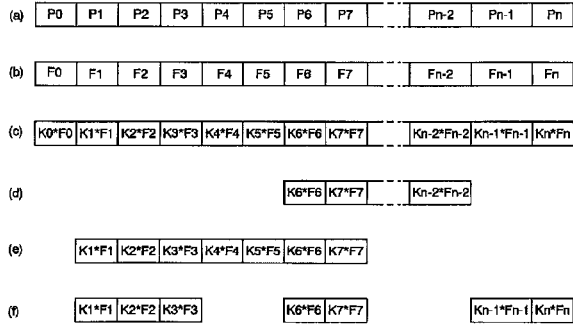 (a) P0 P1 P2 P3 P4 P5 P6 P7 Pn-2 Pn-1 Pn
(b) F0 F1 F2 F3 F4 F5 F6 F7 Fn-2 Fn-1 Fn
(c) K0*F0 K1*F1 K2*F2 K3*F3 K4*F4 K5*F5 K6*F6 K7*F7 Kn-2*Fn-2 Kn-1*Fn-1 Kn*Fn
(d) K6*F6 K7*F7 Kn-2*Fn-2
(e) K1*F1 K2*F2 K3*F3 K4*F4 K5*F5 K6*F6 K7*F7
(f) K1*F1 K2*F2 K3*F3 K6*F6 K7*F7 Kn-1*Fn-1 Kn*Fn